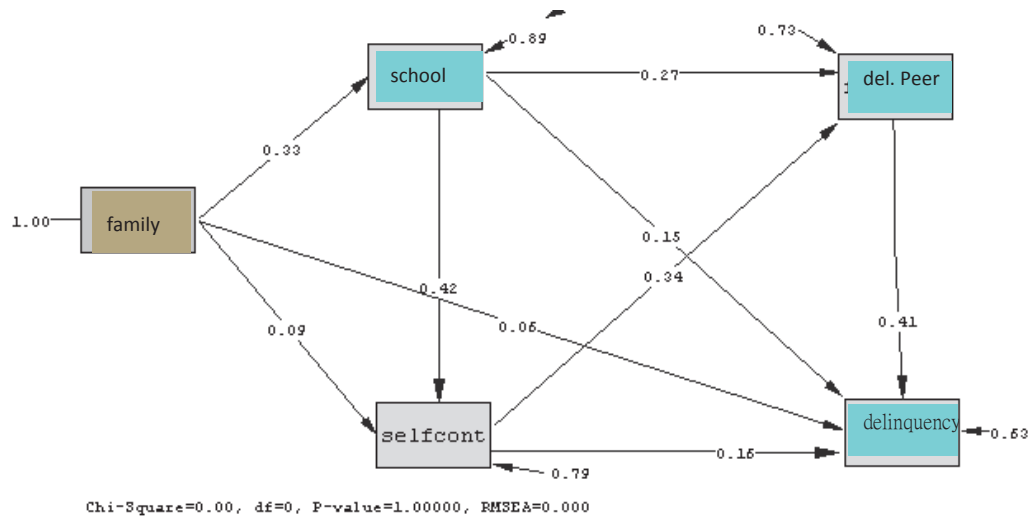 0.89
0.73
school
del. Peer
0.27
0.33
1.00
family
0.15
0.34
0.42
0.06
0.09
0.41
selfcont
delinquency
0.63
0.16
0.79
Chi-Square=0.00, df=0, P-value=1.00000, RMSEA=0.000